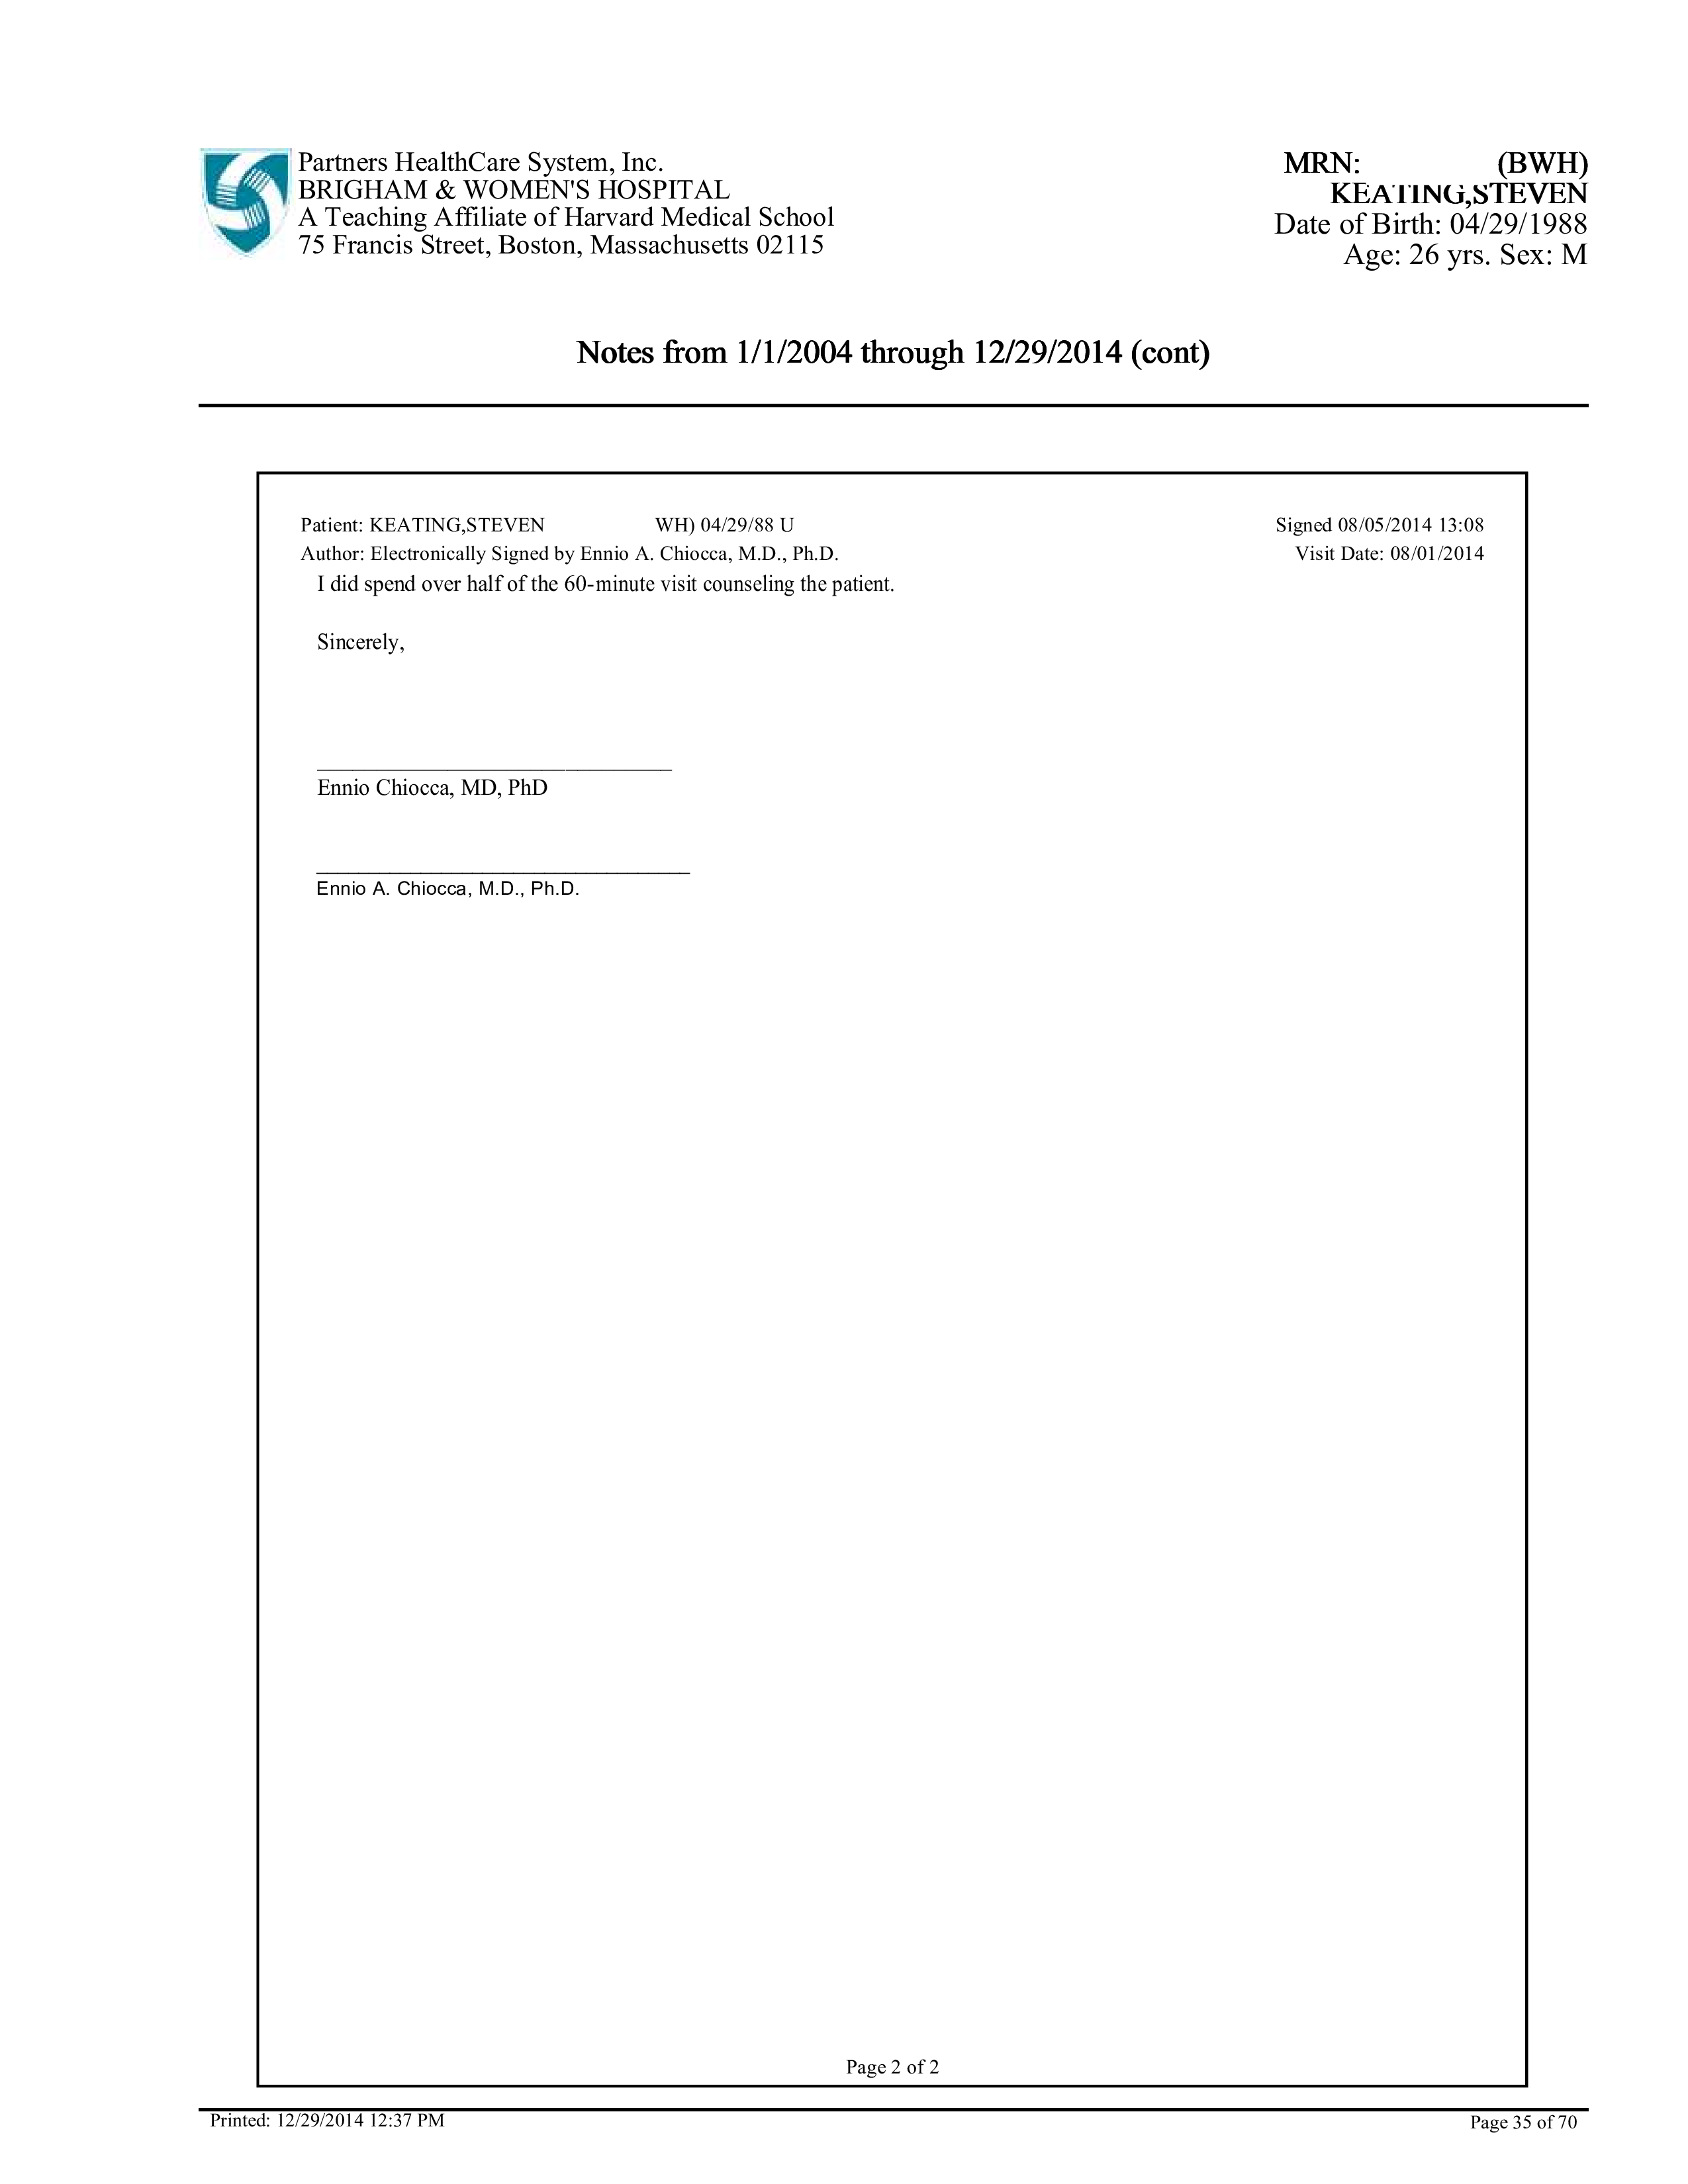 Partners HealthCare System, Inc.
BRIGHAM & WOMEN'S HOSPITAL
A Teaching Affiliate of Harvard Medical School
75 Francis Street, Boston, Massachusetts 02115
MRN: (BWH)
KEATING,STEVEN
Date of Birth: 04/29/1988
Age: 26 yrs. Sex: M
Notes from 1/1/2004 through 12/29/2014 (cont)
Patient: KEATING,STEVEN WH) 04/29/88 U Signed 08/05/2014 13:08
Author: Electronically Signed by Ennio A. Chiocca, M.D., Ph.D. Visit Date: 08/01/2014
I did spend over half of the 60-minute visit counseling the patient.
Sincerely,
Ennio Chiocca, MD, PhD
Ennio A. Chiocca, M.D., Ph.D.
Page 2 of 2
Printed: 12/29/2014 12:37 PM Page 35 of 70